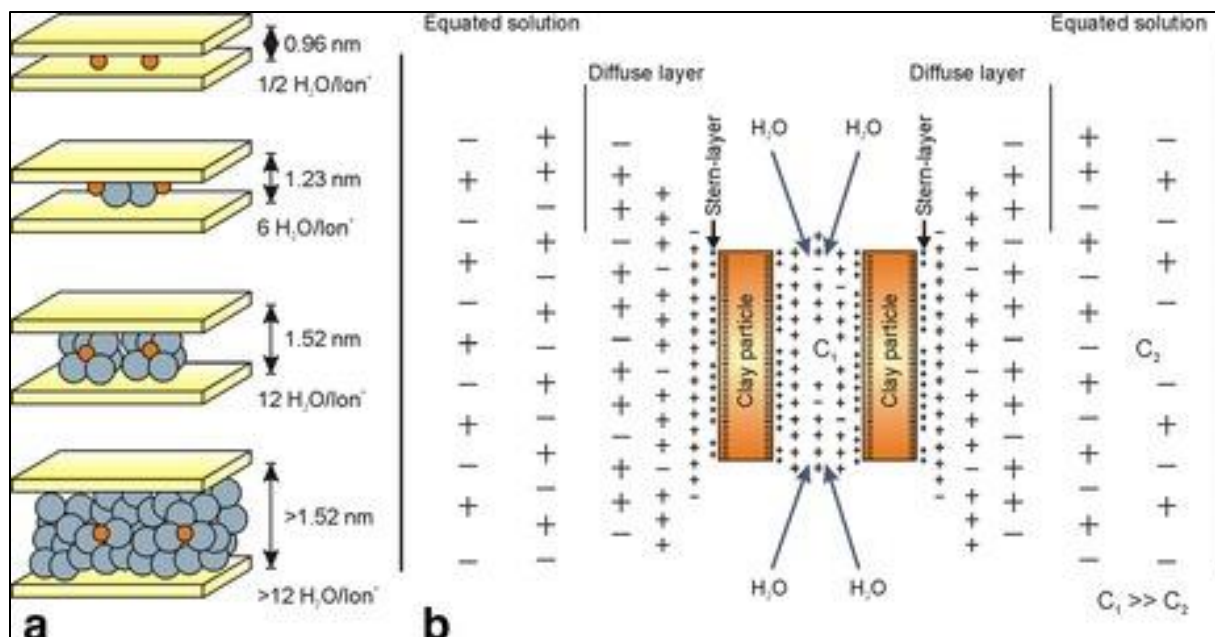 0.96 nm
1/2 H₂O/Ion⁺
1.23 nm
6 H₂O/Ion⁺
1.52 nm
12 H₂O/Ion⁺
>1.52 nm
>12 H₂O/Ion⁺
a
Equated solution
Equated solution
Diffuse layer
Diffuse layer
H₂O
H₂O
Stern-layer
Stern-layer
Clay particle
C₁
Clay particle
C₂
H₂O
H₂O
C₁ >> C₂
b